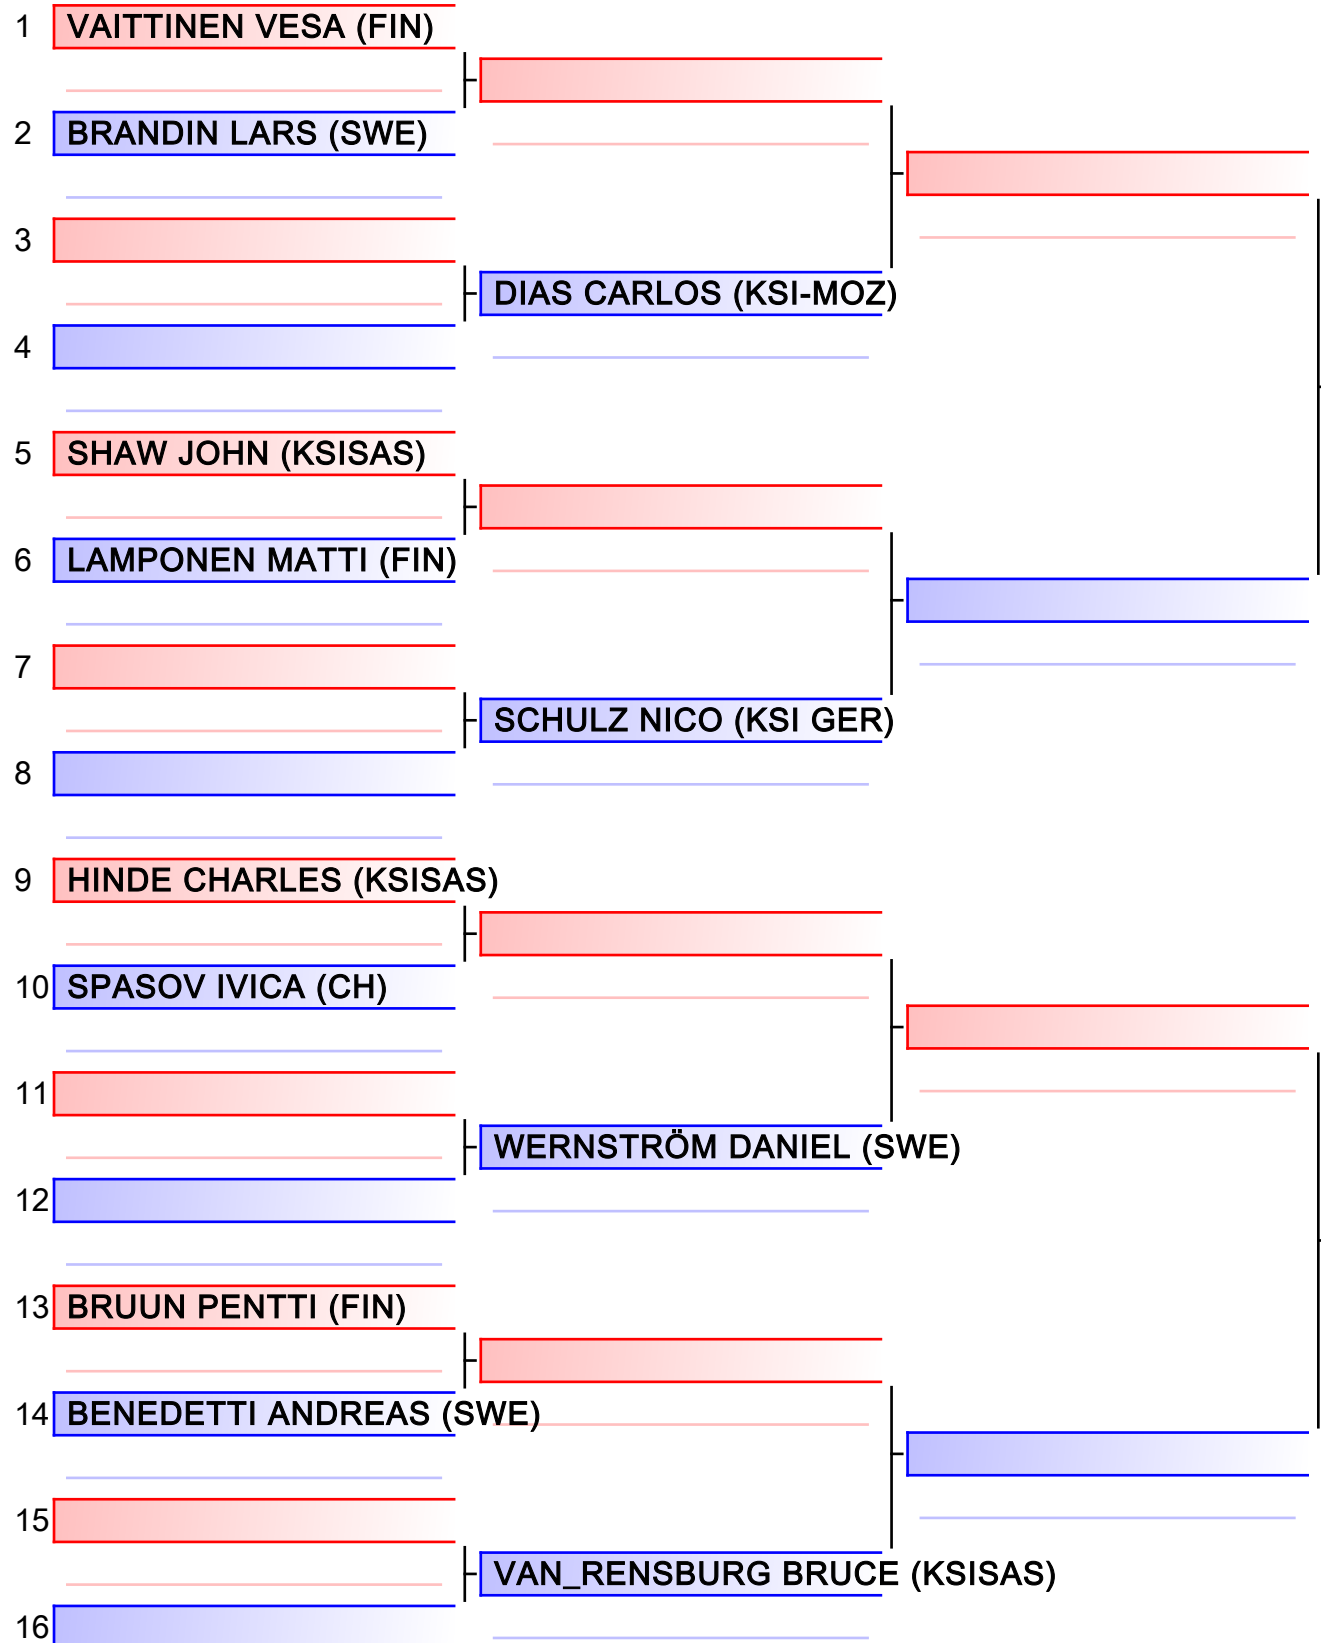 1 VAITTINEN VESA (FIN)
2 BRANDIN LARS (SWE)
3
DIAS CARLOS (KSI-MOZ)
4
5 SHAW JOHN (KSISAS)
6 LAMPONEN MATTI (FIN)
7
SCHULZ NICO (KSI GER)
8
9 HINDE CHARLES (KSISAS)
10 SPASOV IVICA (CH)
11
WERNSTRÖM DANIEL (SWE)
12
13 BRUUN PENTTI (FIN)
14 BENEDETTI ANDREAS (SWE)
15
VAN_RENSBURG BRUCE (KSISAS)
16